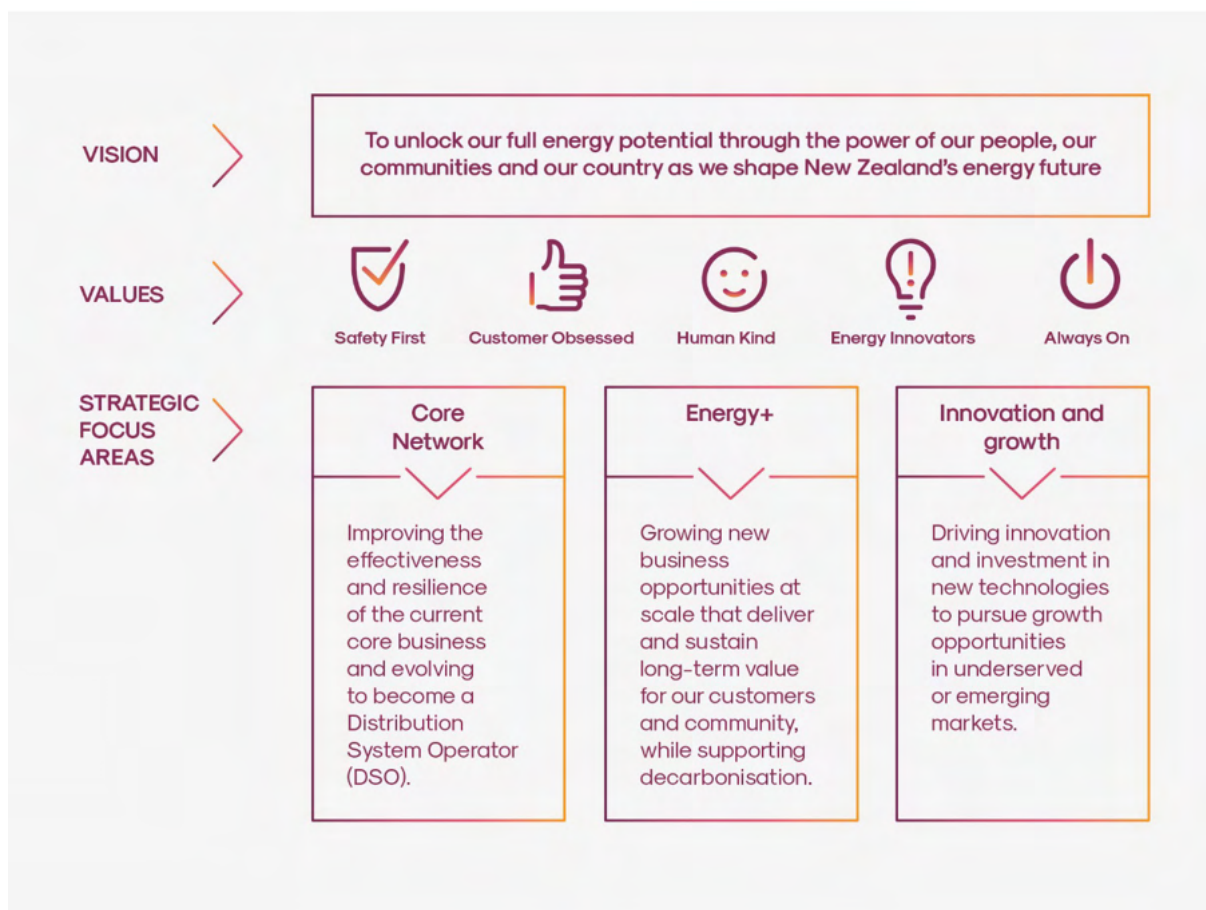 VISION
To unlock our full energy potential through the power of our people, our
communities and our country as we shape New Zealand's energy future
VALUES
Safety First
Customer Obsessed
Human Kind
Energy Innovators
Always On
STRATEGIC
FOCUS
AREAS
Core
Network
Improving the
effectiveness
and resilience
of the current
core business
and evolving
to become a
Distribution
System Operator
(DSO).
Energy+
Growing new
business
opportunities at
scale that deliver
and sustain
long-term value
for our customers
and community,
while supporting
decarbonisation.
Innovation and
growth
Driving innovation
and investment in
new technologies
to pursue growth
opportunities
in underserved
or emerging
markets.